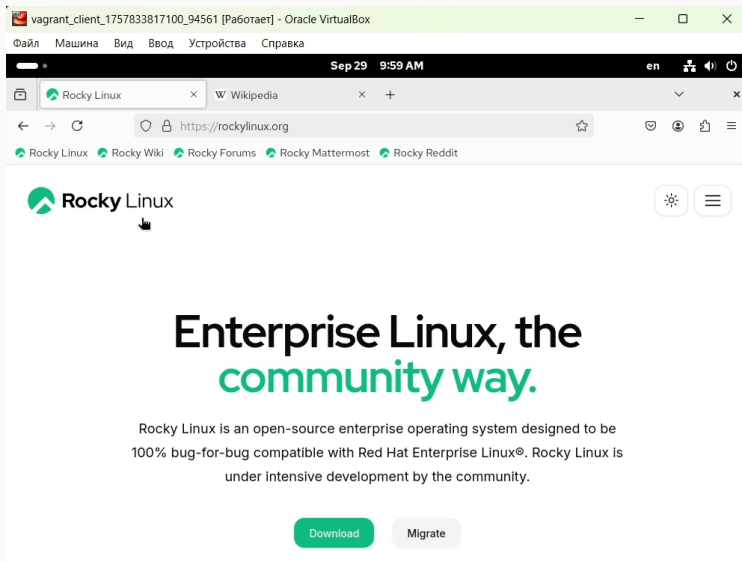 vagrant_client_1757833817100_94561 [Работает] - Oracle VirtualBox
Файл Машина Вид Ввод Устройства Справка
Sep 29 9:59 AM en
Rocky Linux W Wikipedia
https://rockylinux.org
Rocky Linux Rocky Wiki Rocky Forums Rocky Mattermost Rocky Reddit
Rocky Linux
Enterprise Linux, the
community way.
Rocky Linux is an open-source enterprise operating system designed to be
100% bug-for-bug compatible with Red Hat Enterprise Linux®. Rocky Linux is
under intensive development by the community.
Download Migrate